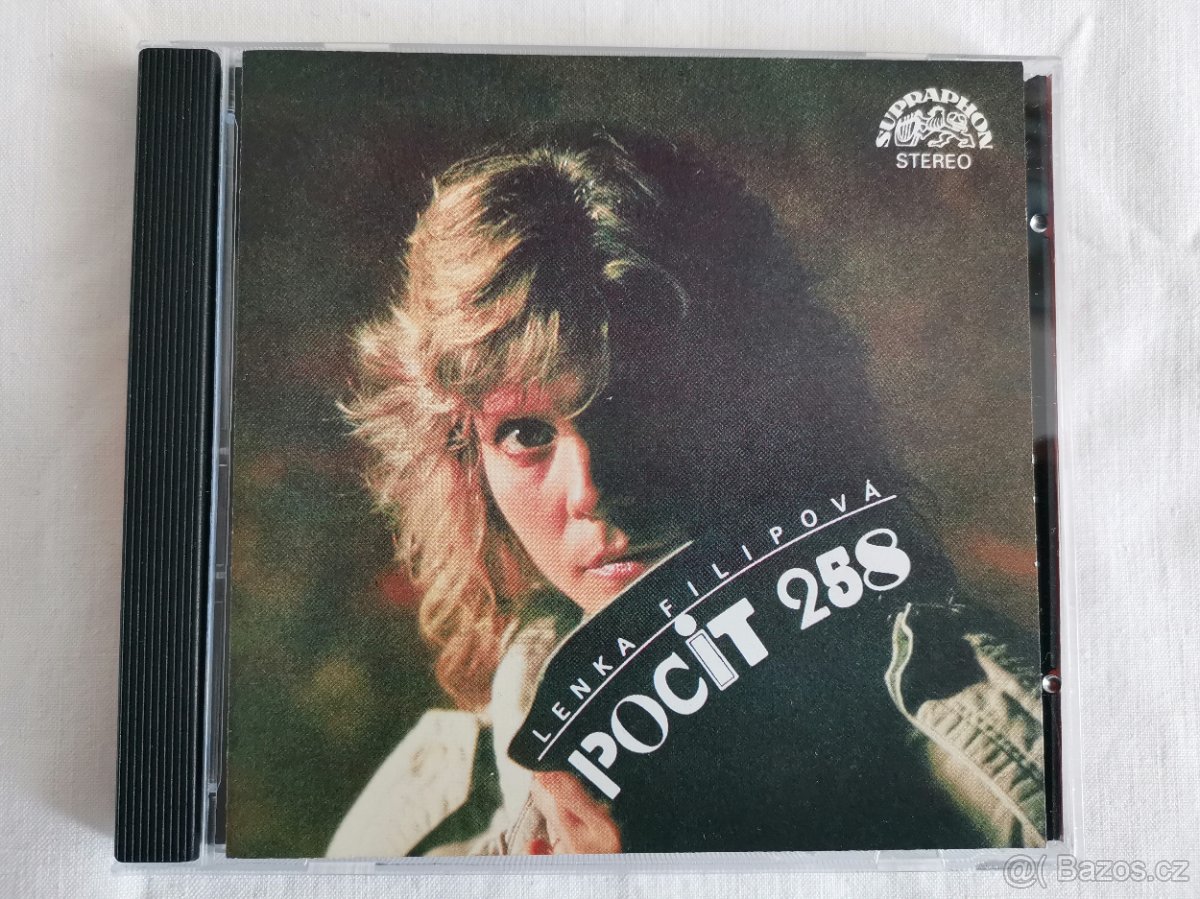 SUPRAPHON
STEREO
LENKA FILIPOVÁ
POCiT 258
@( Bazos.cz